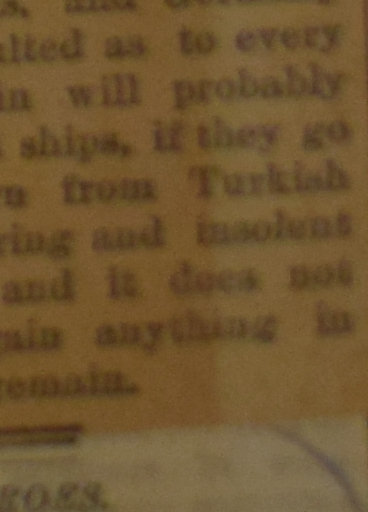 and
ulted as to every
in will probably
ships, if they go
n from Turkish
ring and insolent
and it does not
gain anything in
remain.